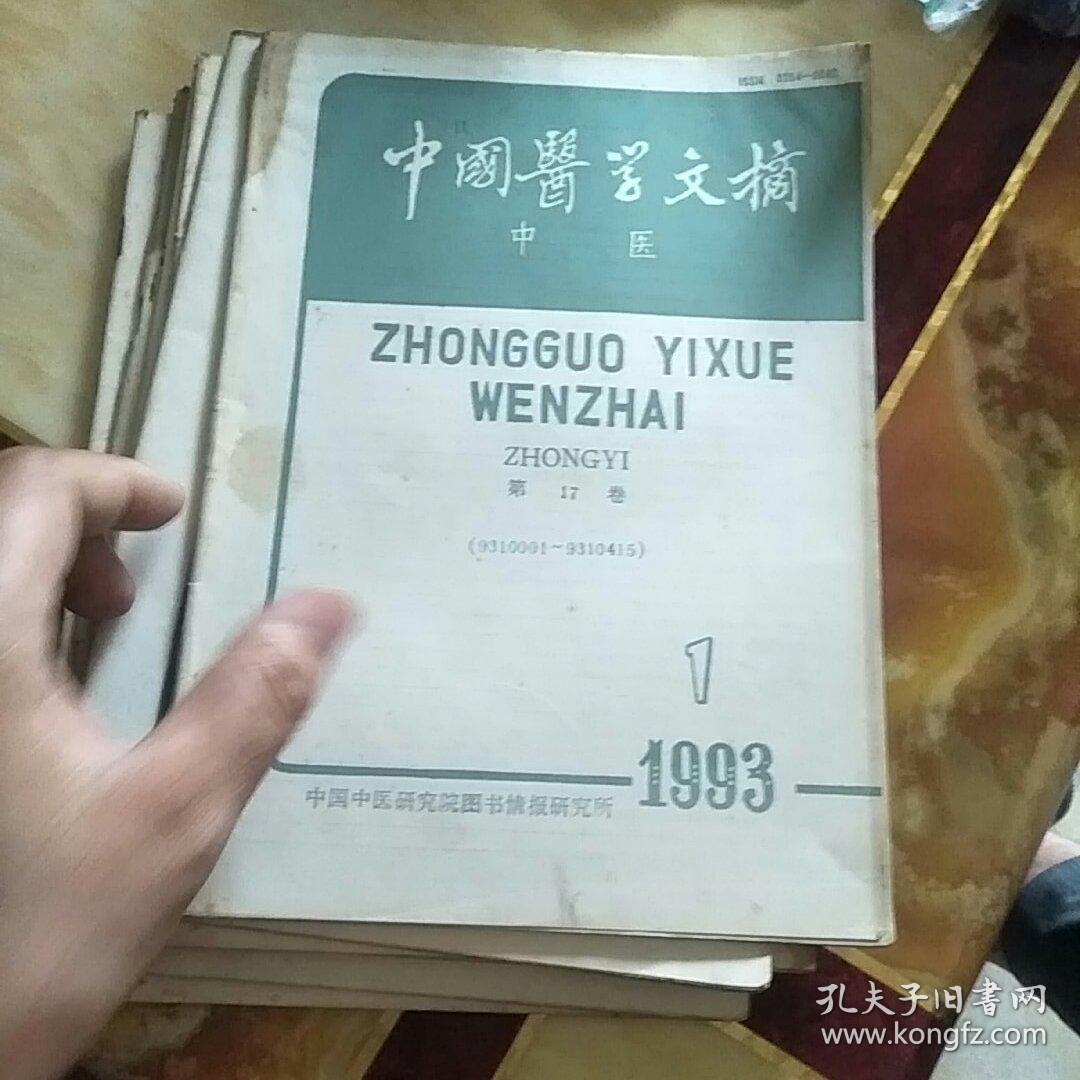 中國醫学文摘
中 医
ZHONGGUO YIXUE
WENZHAI
ZHONGYI
第 17 卷
(9310001~9310415)
1
1993
中国中医研究院图书情报研究所
孔夫子旧書网
www.kongfz.com